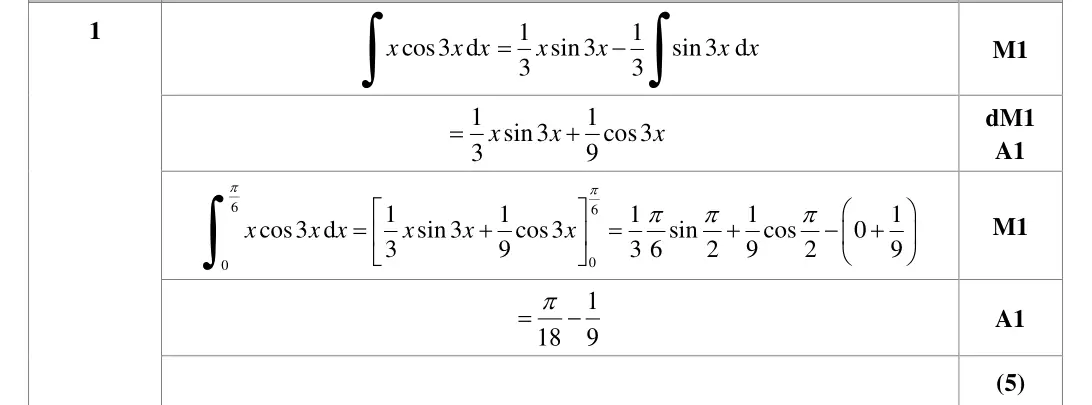 1 ∫ x cos 3x dx = 1/3 x sin 3x − 1/3 ∫ sin 3x dx M1
= 1/3 x sin 3x + 1/9 cos 3x dM1
A1
∫₀^(π/6) x cos 3x dx = [1/3 x sin 3x + 1/9 cos 3x]₀^(π/6) = 1/3 π/6 sin π/2 + 1/9 cos π/2 − (0 + 1/9) M1
= π/18 − 1/9 A1
(5)